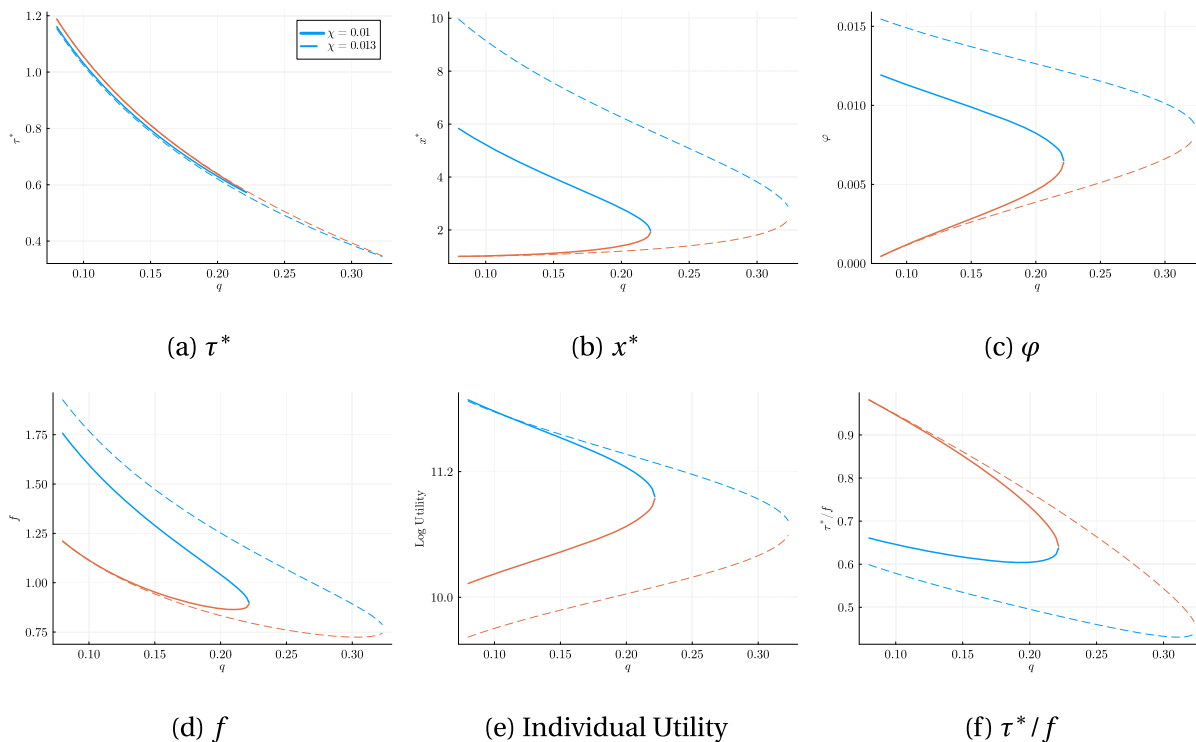 1.2
1.0
0.8
0.6
0.4
τ*
0.10
0.15
0.20
0.25
0.30
q
χ = 0.01
χ = 0.013
(a) τ*
10
8
6
4
2
x*
0.10
0.15
0.20
0.25
0.30
q
(b) x*
0.015
0.010
0.005
0.000
φ
0.10
0.15
0.20
0.25
0.30
q
(c) φ
1.75
1.50
1.25
1.00
0.75
f
0.10
0.15
0.20
0.25
0.30
q
(d) f
11.2
10.0
Log Utility
0.10
0.15
0.20
0.25
0.30
q
(e) Individual Utility
0.9
0.8
0.7
0.6
0.5
τ*/f
0.10
0.15
0.20
0.25
0.30
q
(f) τ*/f